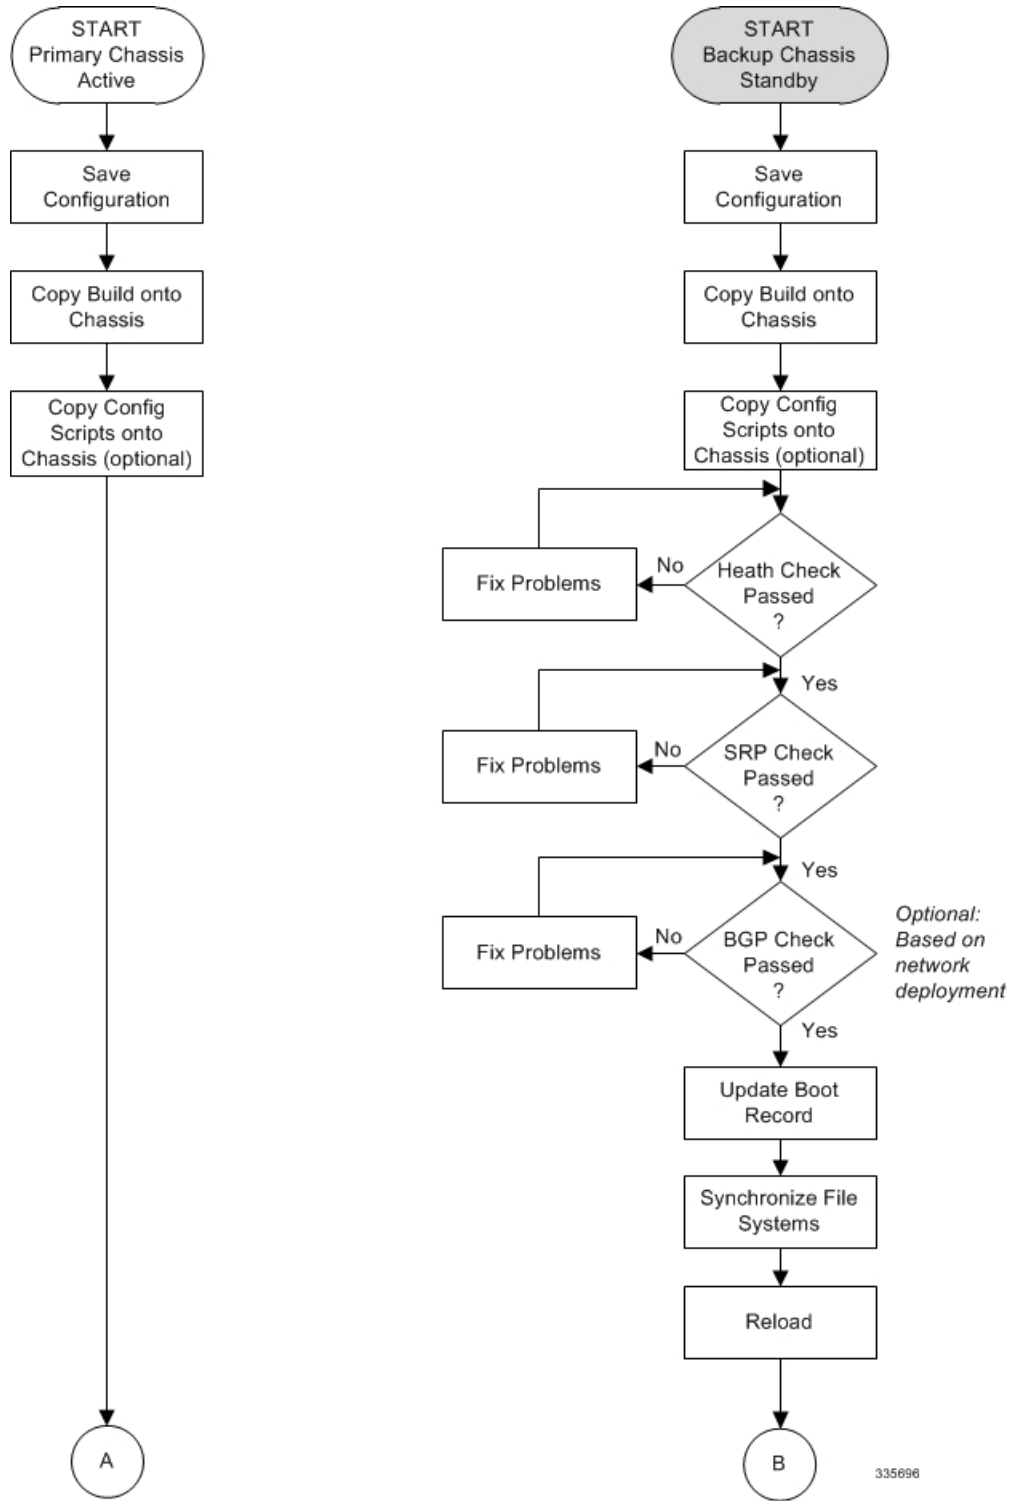 START
Primary Chassis
Active
Save
Configuration
Copy Build onto
Chassis
Copy Config
Scripts onto
Chassis (optional)
A
START
Backup Chassis
Standby
Save
Configuration
Copy Build onto
Chassis
Copy Config
Scripts onto
Chassis (optional)
Heath Check
Passed
?
No
Fix Problems
Yes
SRP Check
Passed
?
No
Fix Problems
Yes
BGP Check
Passed
?
No
Fix Problems
Optional:
Based on
network
deployment
Yes
Update Boot
Record
Synchronize File
Systems
Reload
B
335696